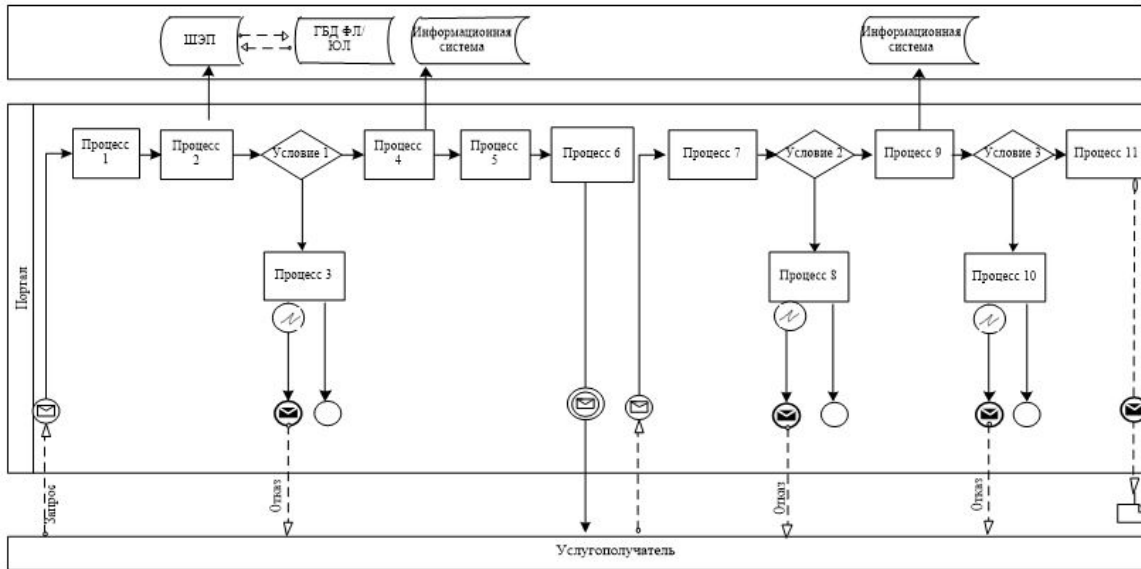 ШЭП
ГБД ФЛ/
ЮЛ
Информационная
система
Информационная
система
Портал
Процесс
1
Процесс
2
Условие 1
Процесс
4
Процесс
5
Процесс 6
Процесс 7
Условие 2
Процесс 9
Условие 3
Процесс 11
Процесс 3
Процесс 8
Процесс 10
Запрос
Отказ
Отказ
Отказ
Услугополучатель